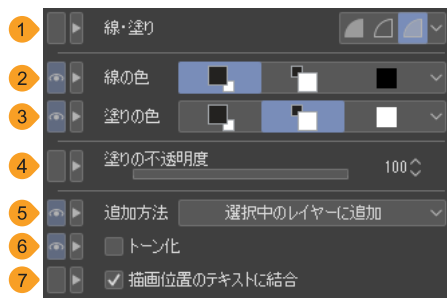 1 線・塗り
2 線の色
3 塗りの色
4 塗りの不透明度 100
5 追加方法 選択中のレイヤーに追加
6 トーン化
7 描画位置のテキストに結合